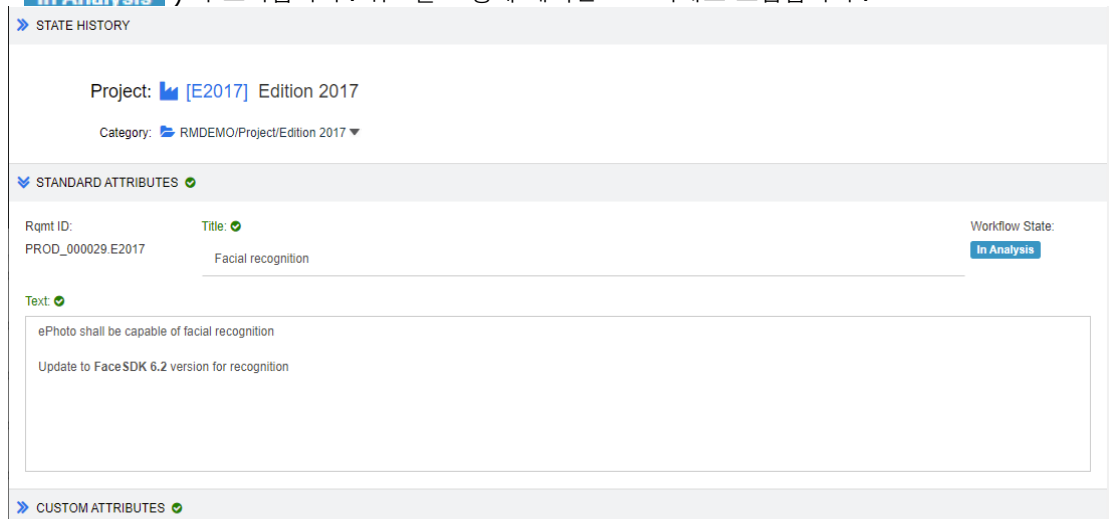 STATE HISTORY
Project: [E2017] Edition 2017
Category: RMDEMO/Project/Edition 2017
STANDARD ATTRIBUTES
Rqmt ID: Title: Workflow State:
PROD_000029.E2017 Facial recognition In Analysis
Text:
ePhoto shall be capable of facial recognition
Update to FaceSDK 6.2 version for recognition
CUSTOM ATTRIBUTES